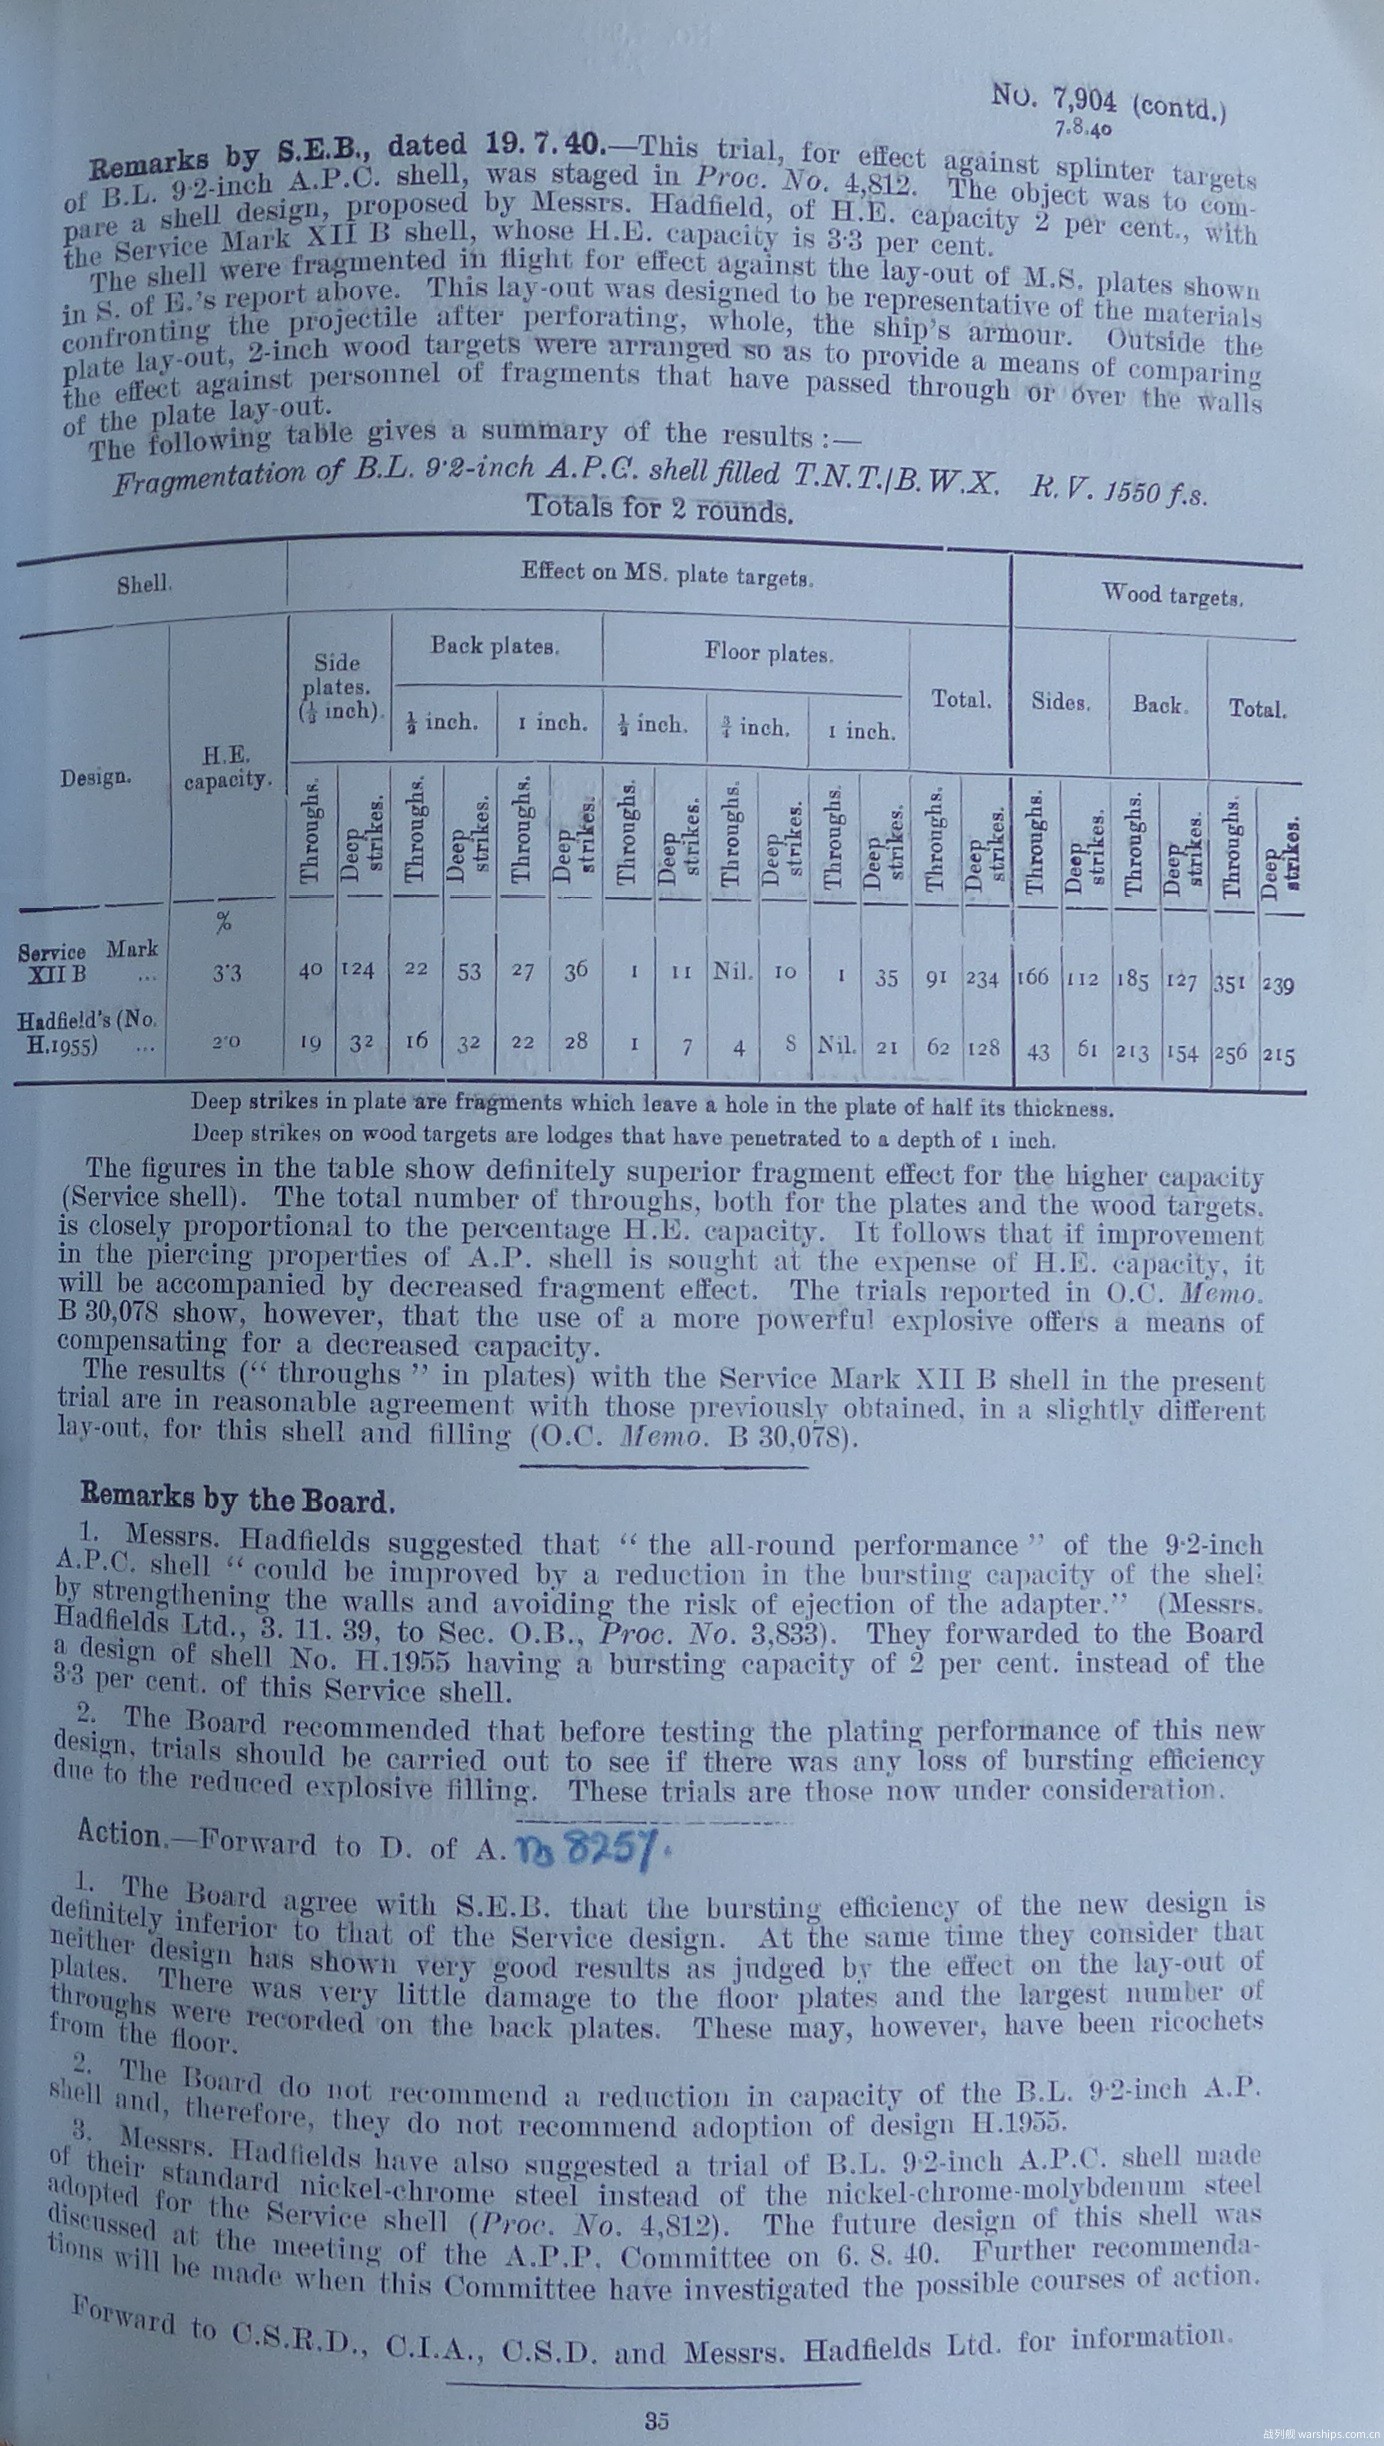 No. 7,904 (contd.)
7.8.40
Remarks by S.E.B., dated 19. 7. 40.—This trial, for effect against splinter targets
of B.L. 9·2-inch A.P.C. shell, was staged in Proc. No. 4,812. The object was to com-
pare a shell design, proposed by Messrs. Hadfield, of H.E. capacity 2 per cent., with
the Service Mark XII B shell, whose H.E. capacity is 3·3 per cent.
The shell were fragmented in flight for effect against the lay-out of M.S. plates shown
in S. of E.'s report above. This lay-out was designed to be representative of the materials
confronting the projectile after perforating, whole, the ship's armour. Outside the
plate lay-out, 2-inch wood targets were arranged so as to provide a means of comparing
the effect against personnel of fragments that have passed through or over the walls
of the plate lay-out.
The following table gives a summary of the results :—
Fragmentation of B.L. 9·2-inch A.P.C. shell filled T.N.T./B.W.X. R.V. 1550 f.s.
Totals for 2 rounds.
Shell. Effect on MS. plate targets. Wood targets.
Design. H.E. capacity. Side plates. (½ inch). Back plates. Floor plates. Total. Sides. Back. Total.
½ inch. 1 inch. ½ inch. ¾ inch. 1 inch.
Throughs. Deep strikes. Throughs. Deep strikes. Throughs. Deep strikes. Throughs. Deep strikes. Throughs. Deep strikes. Throughs. Deep strikes. Throughs. Deep strikes. Throughs. Deep strikes. Throughs. Deep strikes. Throughs. Deep strikes.
%
Service Mark
XII B ... 3·3 40 124 22 53 27 36 1 11 Nil. 10 1 35 91 234 166 112 185 127 351 239
Hadfield's (No.
H.1955) ... 2·0 19 32 16 32 22 28 1 7 4 8 Nil. 21 62 128 43 61 213 154 256 215
Deep strikes in plate are fragments which leave a hole in the plate of half its thickness.
Deep strikes on wood targets are lodges that have penetrated to a depth of 1 inch.
The figures in the table show definitely superior fragment effect for the higher capacity
(Service shell). The total number of throughs, both for the plates and the wood targets.
is closely proportional to the percentage H.E. capacity. It follows that if improvement
in the piercing properties of A.P. shell is sought at the expense of H.E. capacity, it
will be accompanied by decreased fragment effect. The trials reported in O.C. Memo.
B 30,078 show, however, that the use of a more powerful explosive offers a means of
compensating for a decreased capacity.
The results (“ throughs ” in plates) with the Service Mark XII B shell in the present
trial are in reasonable agreement with those previously obtained, in a slightly different
lay-out, for this shell and filling (O.C. Memo. B 30,078).
Remarks by the Board.
1. Messrs. Hadfields suggested that “ the all-round performance ” of the 9·2-inch
A.P.C. shell “ could be improved by a reduction in the bursting capacity of the shell
by strengthening the walls and avoiding the risk of ejection of the adapter.” (Messrs.
Hadfields Ltd., 3. 11. 39, to Sec. O.B., Proc. No. 3,833). They forwarded to the Board
a design of shell No. H.1955 having a bursting capacity of 2 per cent. instead of the
3·3 per cent. of this Service shell.
2. The Board recommended that before testing the plating performance of this new
design, trials should be carried out to see if there was any loss of bursting efficiency
due to the reduced explosive filling. These trials are those now under consideration.
Action.—Forward to D. of A. 8257.
1. The Board agree with S.E.B. that the bursting efficiency of the new design is
definitely inferior to that of the Service design. At the same time they consider that
neither design has shown very good results as judged by the effect on the lay-out of
plates. There was very little damage to the floor plates and the largest number of
throughs were recorded on the back plates. These may, however, have been ricochets
from the floor.
2. The Board do not recommend a reduction in capacity of the B.L. 9·2-inch A.P.
shell and, therefore, they do not recommend adoption of design H.1955.
3. Messrs. Hadfields have also suggested a trial of B.L. 9·2-inch A.P.C. shell made
of their standard nickel-chrome steel instead of the nickel-chrome-molybdenum steel
adopted for the Service shell (Proc. No. 4,812). The future design of this shell was
discussed at the meeting of the A.P.P. Committee on 6. 8. 40. Further recommenda-
tions will be made when this Committee have investigated the possible courses of action.
Forward to C.S.R.D., C.I.A., C.S.D. and Messrs. Hadfields Ltd. for information.
35
战列舰 warships.com.cn